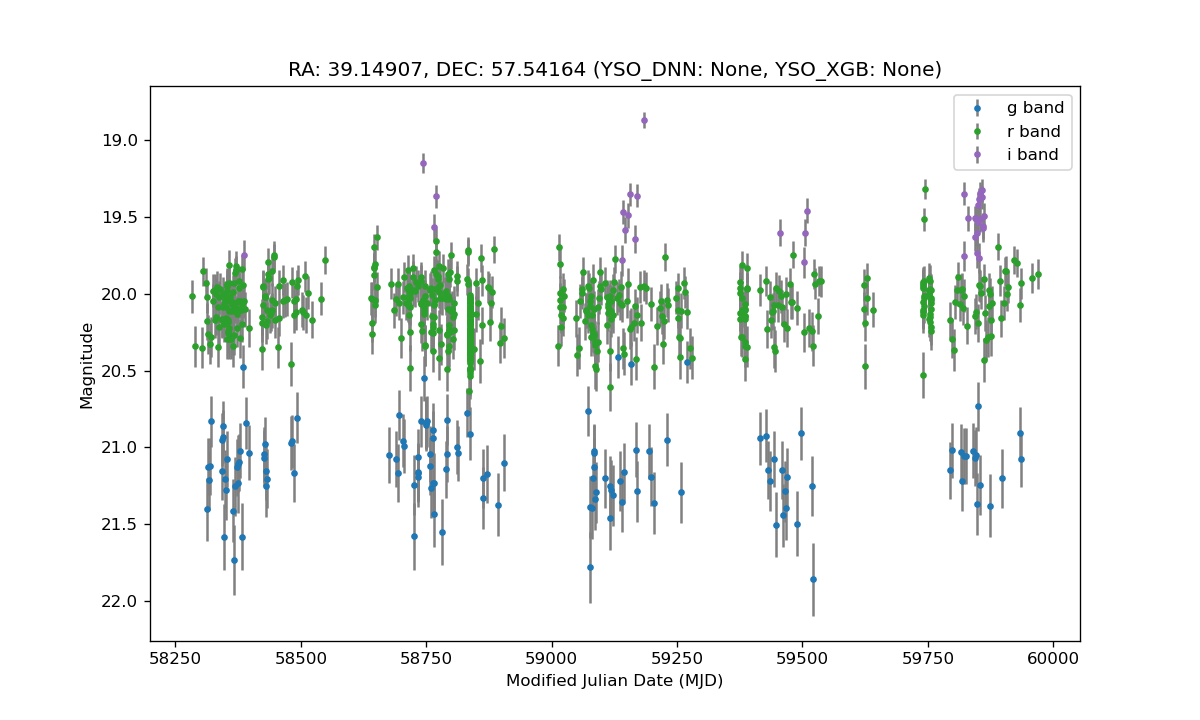 RA: 39.14907, DEC: 57.54164 (YSO_DNN: None, YSO_XGB: None)
g band
r band
i band
19.0
19.5
20.0
20.5
21.0
21.5
22.0
Magnitude
58250 58500 58750 59000 59250 59500 59750 60000
Modified Julian Date (MJD)